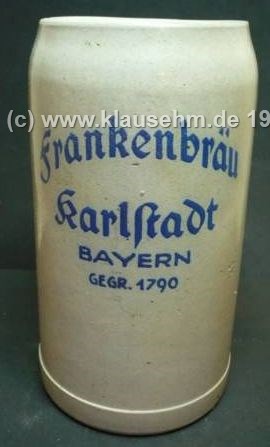 (c) www.klausehm.de 19
Frankenbräu
Karlstadt
BAYERN
GEGR. 1790